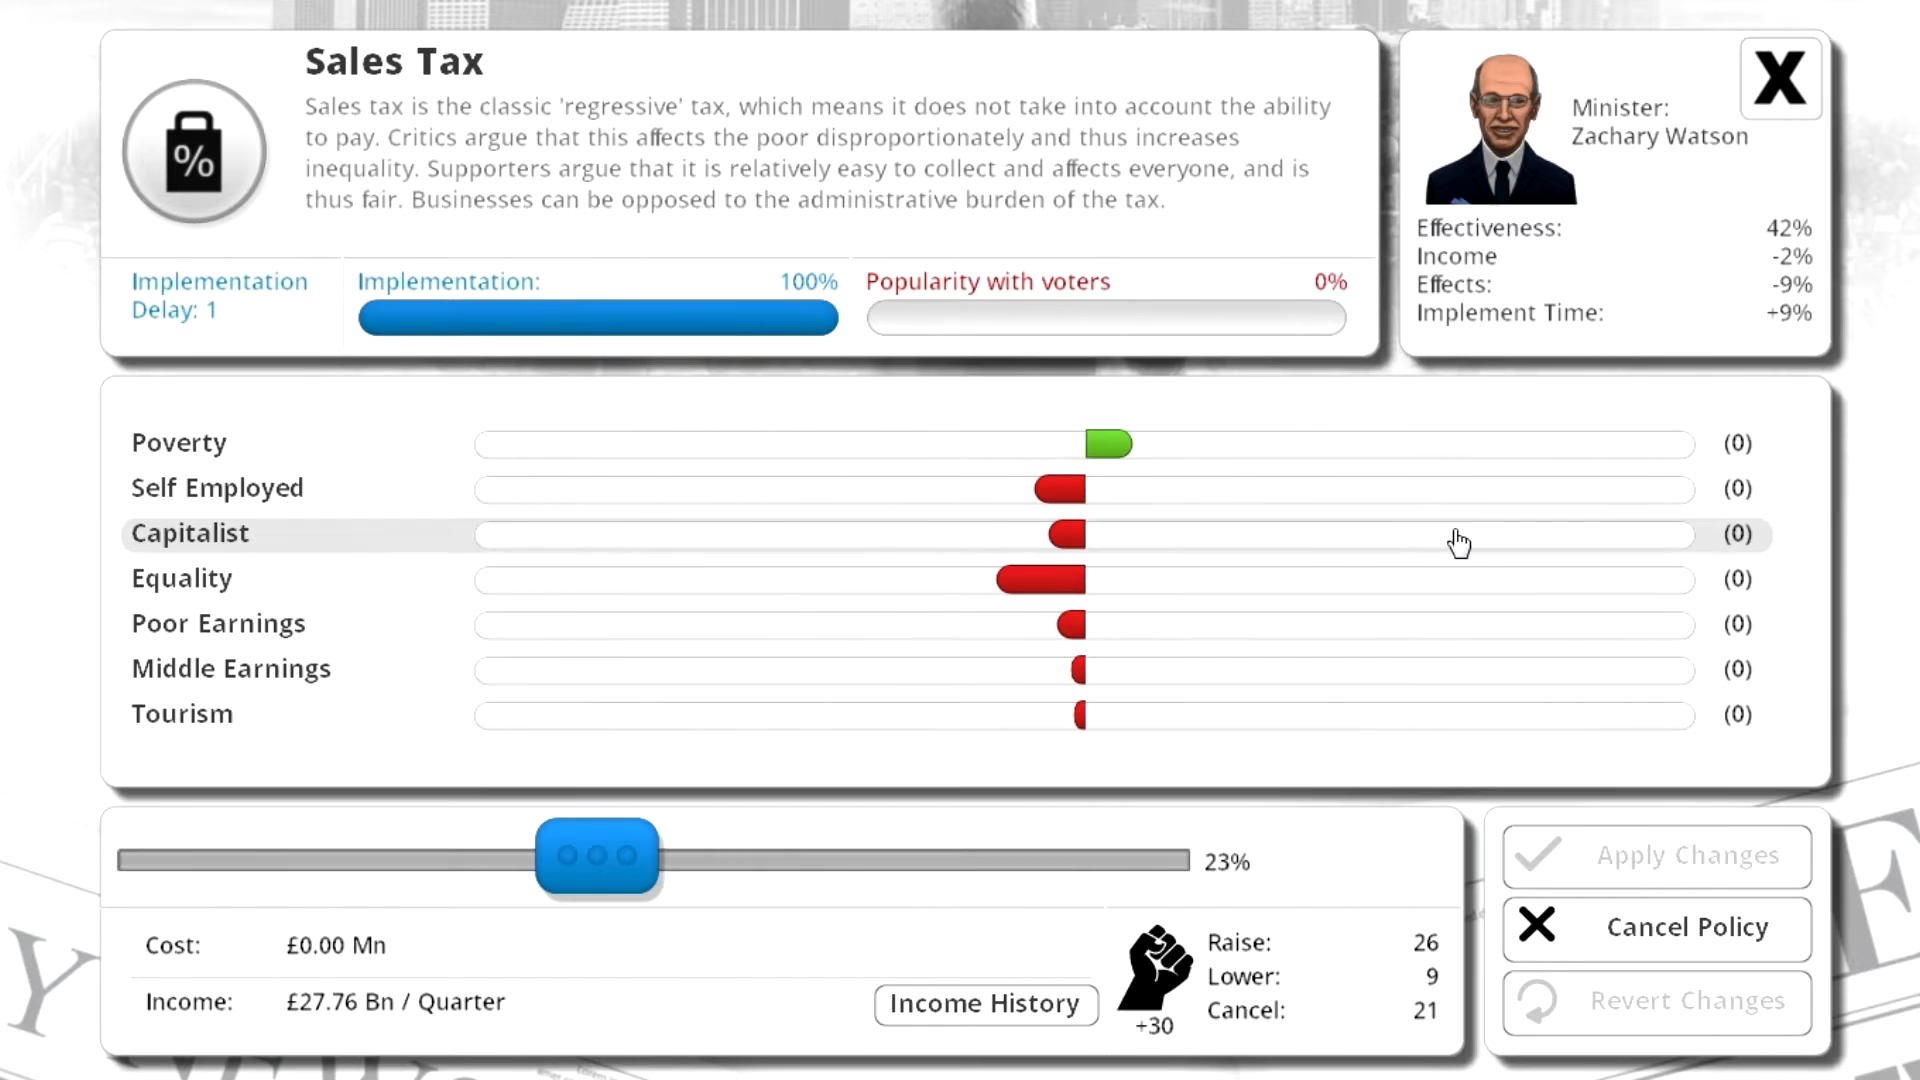 Sales Tax
Sales tax is the classic 'regressive' tax, which means it does not take into account the ability
to pay. Critics argue that this affects the poor disproportionately and thus increases
inequality. Supporters argue that it is relatively easy to collect and affects everyone, and is
thus fair. Businesses can be opposed to the administrative burden of the tax.
%
Implementation
Delay: 1
Implementation: 100%
Popularity with voters 0%
X
Minister:
Zachary Watson
Effectiveness: 42%
Income -2%
Effects: -9%
Implement Time: +9%
Poverty (0)
Self Employed (0)
Capitalist (0)
Equality (0)
Poor Earnings (0)
Middle Earnings (0)
Tourism (0)
23%
Cost: £0.00 Mn
Income: £27.76 Bn / Quarter
Income History
+30
Raise: 26
Lower: 9
Cancel: 21
Apply Changes
Cancel Policy
Revert Changes